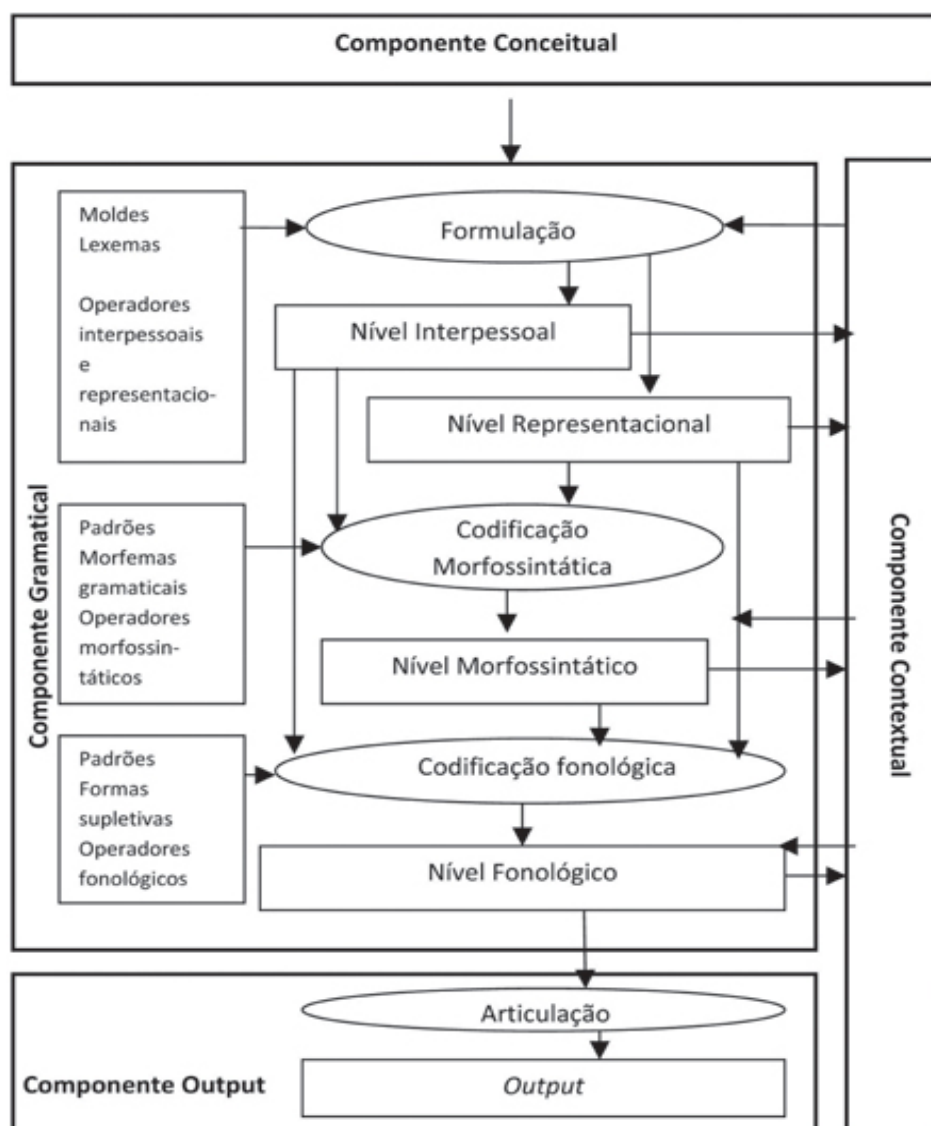 Componente Conceitual
Formulação
Moldes
Lexemas
Operadores
interpessoais
e
representacio-
nais
Nível Interpessoal
Nível Representacional
Componente Gramatical
Componente Contextual
Codificação
Morfossintática
Padrões
Morfemas
gramaticais
Operadores
morfossin-
táticos
Nível Morfossintático
Codificação fonológica
Padrões
Formas
supletivas
Operadores
fonológicos
Nível Fonológico
Articulação
Componente Output
Output